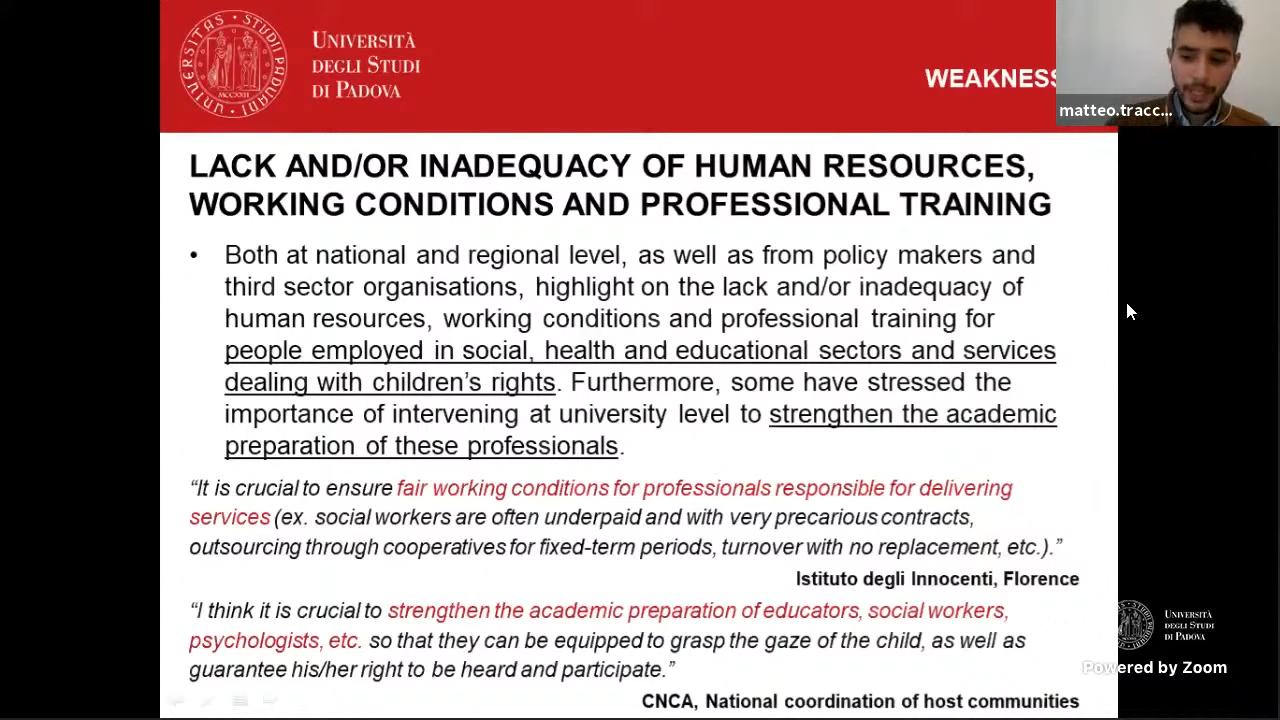 UNIVERSITAS STUDII PADUANI
MCCXXII
UNIVERSITÀ
DEGLI STUDI
DI PADOVA
WEAKNESS
matteo.tracc...
LACK AND/OR INADEQUACY OF HUMAN RESOURCES,
WORKING CONDITIONS AND PROFESSIONAL TRAINING
• Both at national and regional level, as well as from policy makers and
third sector organisations, highlight on the lack and/or inadequacy of
human resources, working conditions and professional training for
people employed in social, health and educational sectors and services
dealing with children’s rights. Furthermore, some have stressed the
importance of intervening at university level to strengthen the academic
preparation of these professionals.
“It is crucial to ensure fair working conditions for professionals responsible for delivering
services (ex. social workers are often underpaid and with very precarious contracts,
outsourcing through cooperatives for fixed-term periods, turnover with no replacement, etc.).”
Istituto degli Innocenti, Florence
“I think it is crucial to strengthen the academic preparation of educators, social workers,
psychologists, etc. so that they can be equipped to grasp the gaze of the child, as well as
guarantee his/her right to be heard and participate.”
CNCA, National coordination of host communities
UNIVERSITÀ
DEGLI STUDI
DI PADOVA
Powered by Zoom